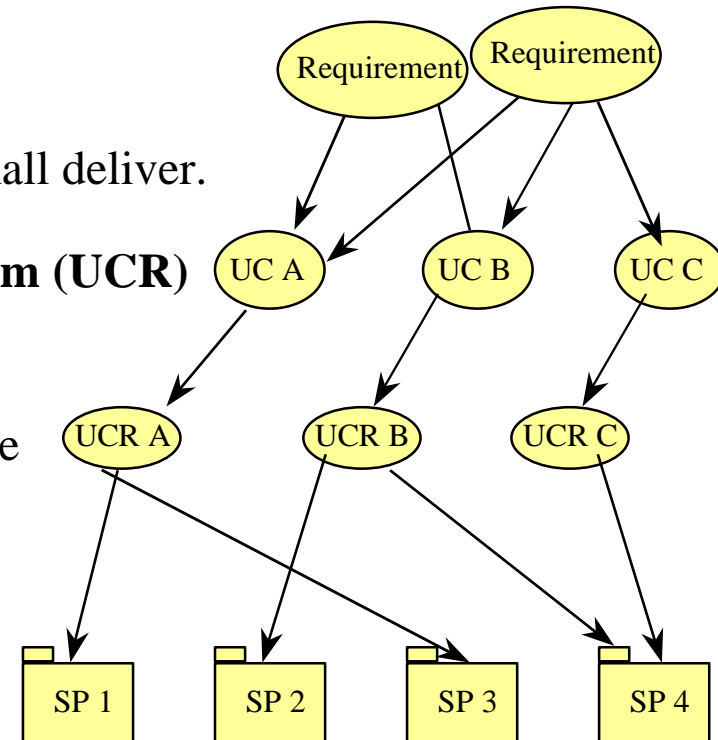 Requirement Requirement
all deliver.
m (UCR) UC A UC B UC C
e UCR A UCR B UCR C
SP 1 SP 2 SP 3 SP 4